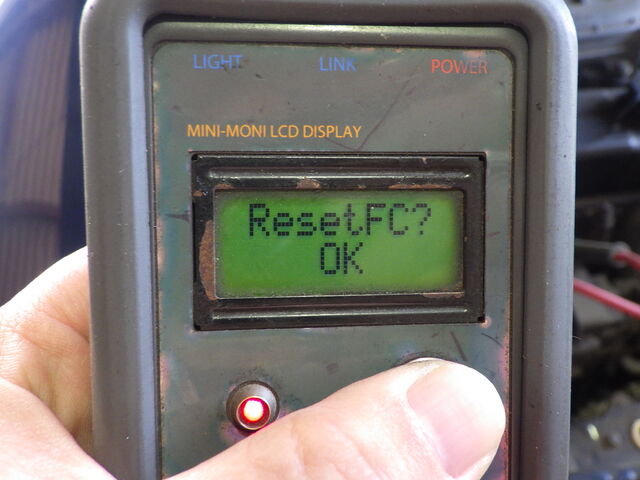 LIGHT LINK POWER
MINI-MONI LCD DISPLAY
ResetFC?
OK